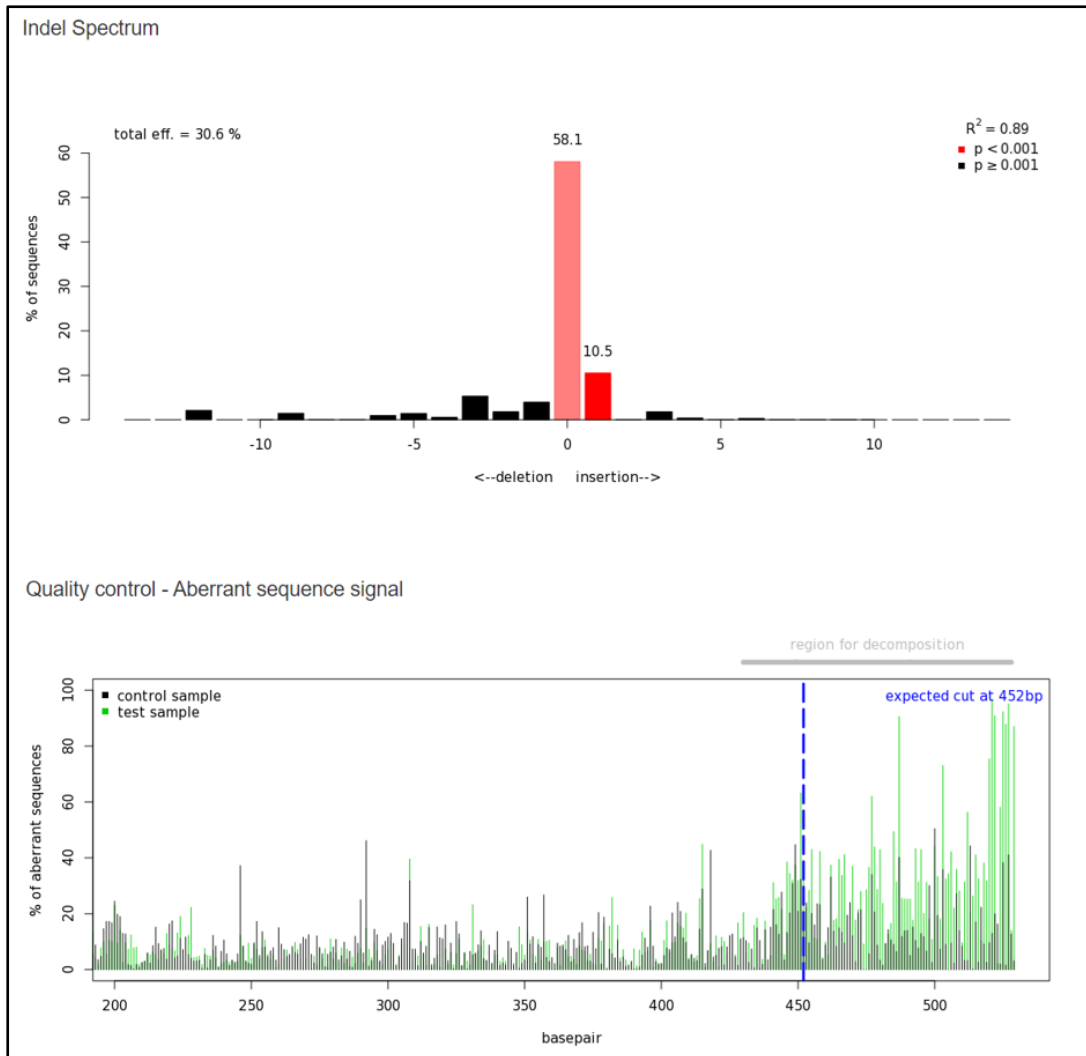 Indel Spectrum
total eff. = 30.6 %
R² = 0.89
p < 0.001
p ≥ 0.001
58.1
10.5
% of sequences
60
50
40
30
20
10
0
-10 -5 0 5 10
<--deletion insertion-->
Quality control - Aberrant sequence signal
region for decomposition
control sample
test sample
expected cut at 452bp
% of aberrant sequences
100
80
60
40
20
0
200 250 300 350 400 450 500
basepair